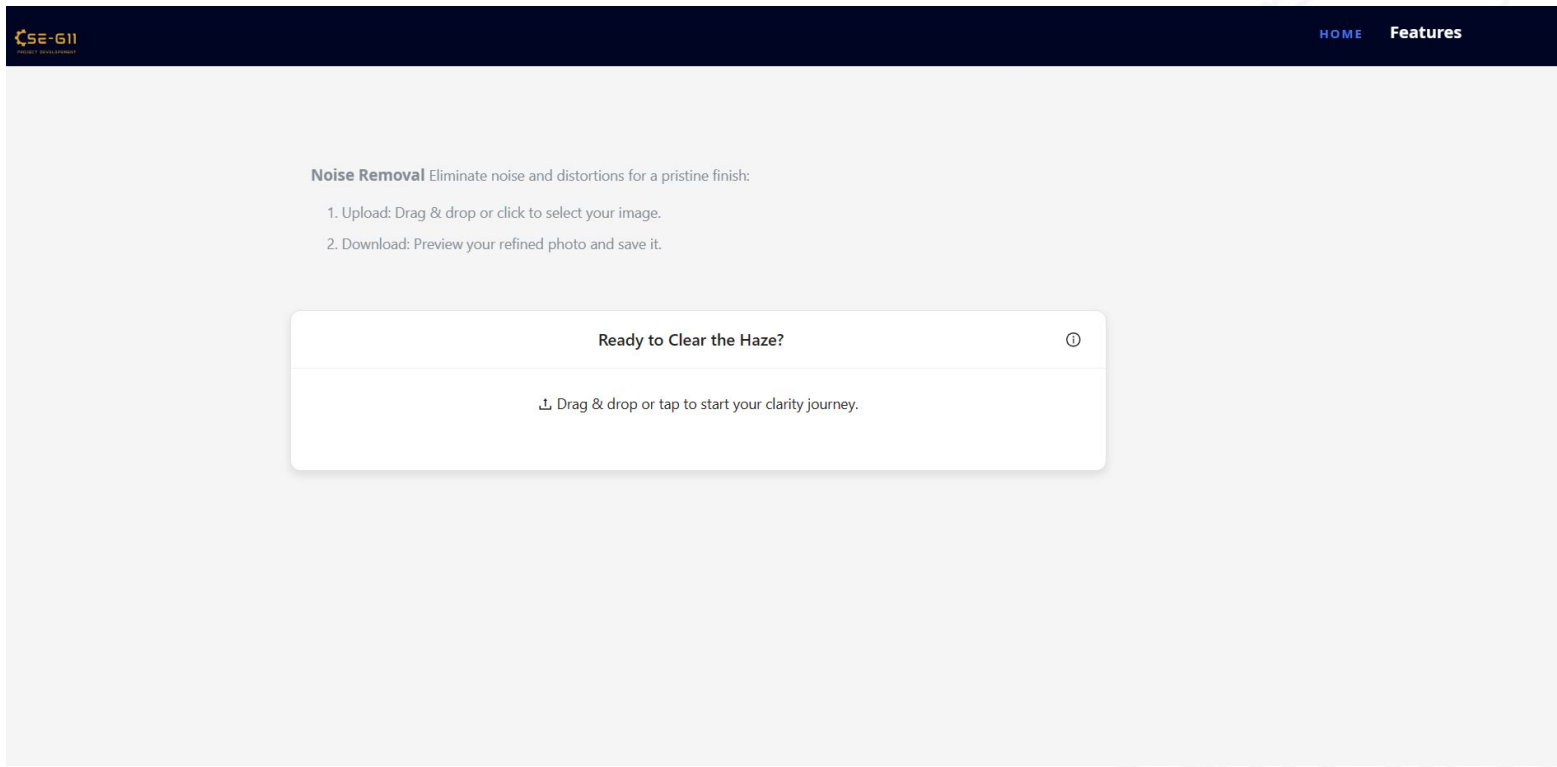 CSE-G11
PROJECT DEVELOPEMENT
HOME Features
Noise Removal Eliminate noise and distortions for a pristine finish:
1. Upload: Drag & drop or click to select your image.
2. Download: Preview your refined photo and save it.
Ready to Clear the Haze?
Drag & drop or tap to start your clarity journey.